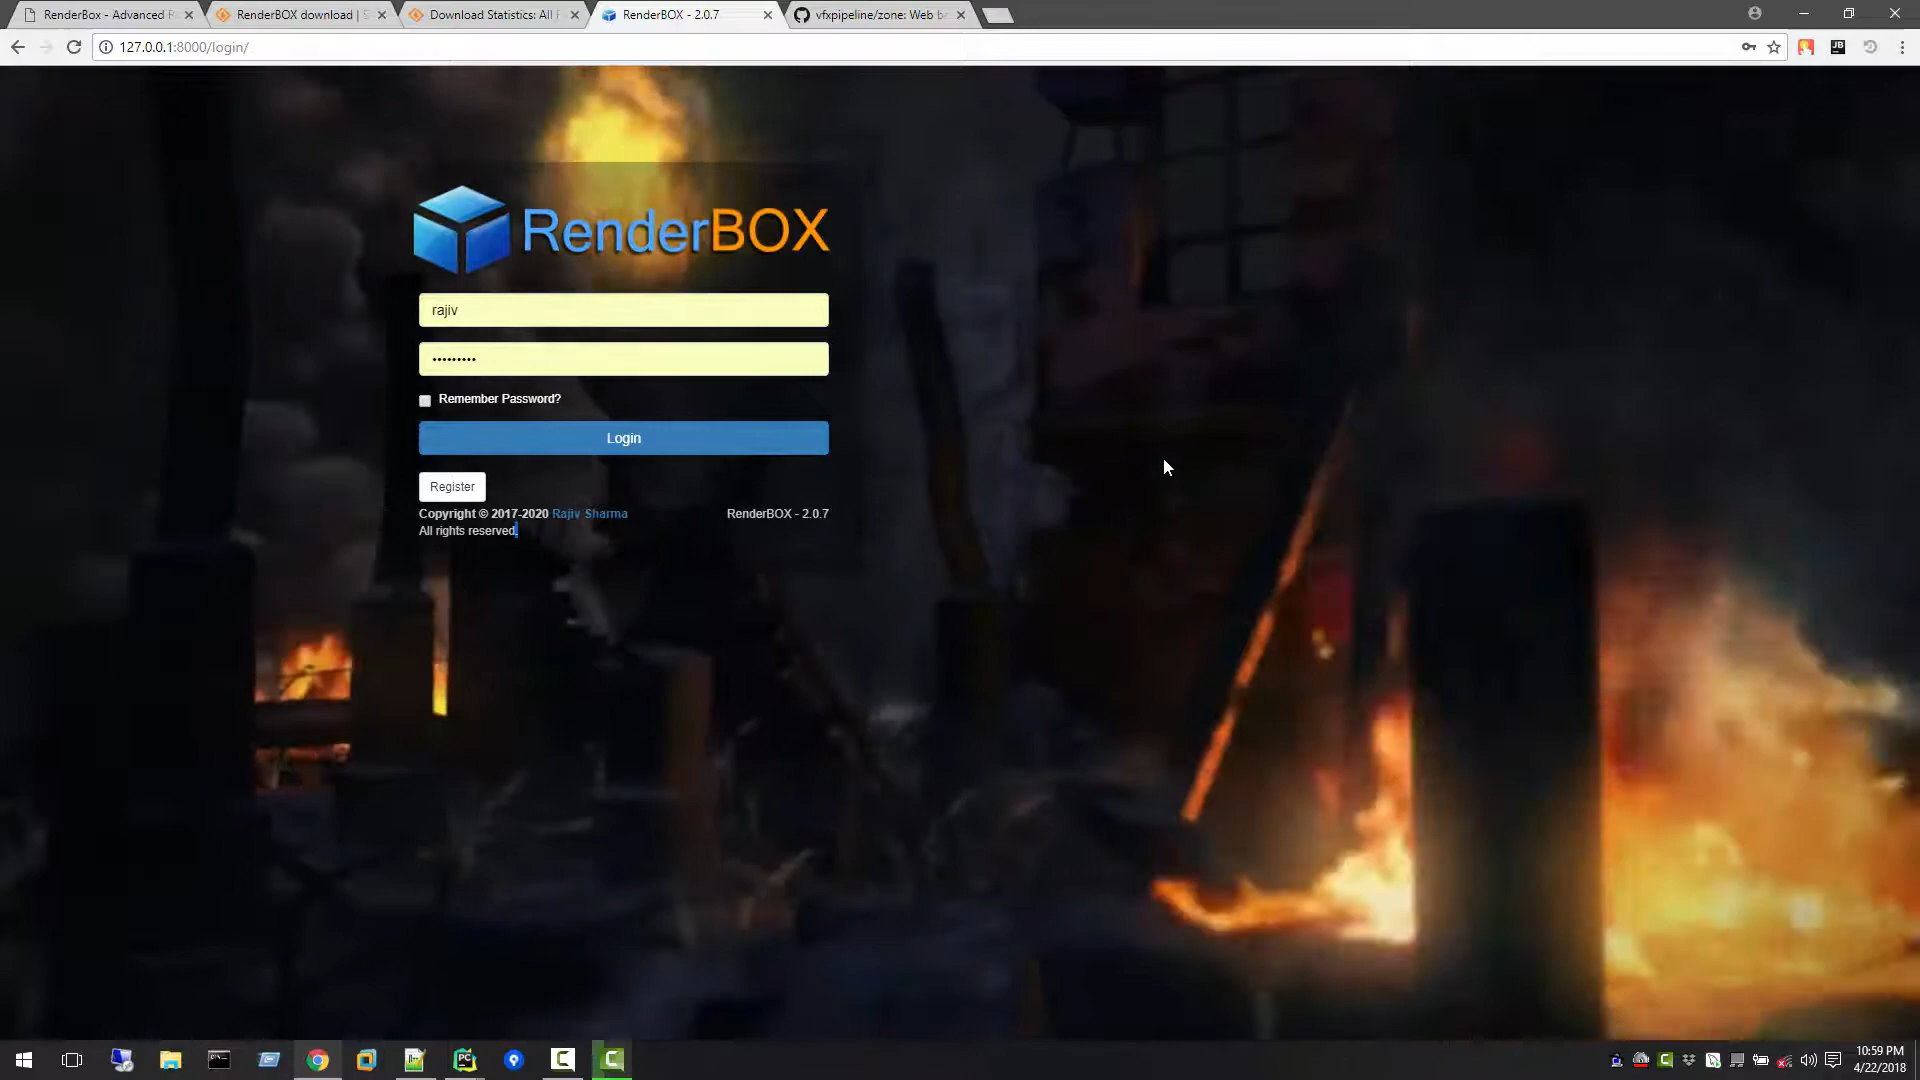 RenderBox - Advanced R
RenderBOX download | S
Download Statistics: All F
RenderBOX - 2.0.7
vfxpipeline/zone: Web b
127.0.0.1:8000/login/
JB
RenderBOX
rajiv
•••••••••
Remember Password?
Login
Register
Copyright © 2017-2020 Rajiv Sharma
RenderBOX - 2.0.7
All rights reserved.
PC
10:59 PM
4/22/2018